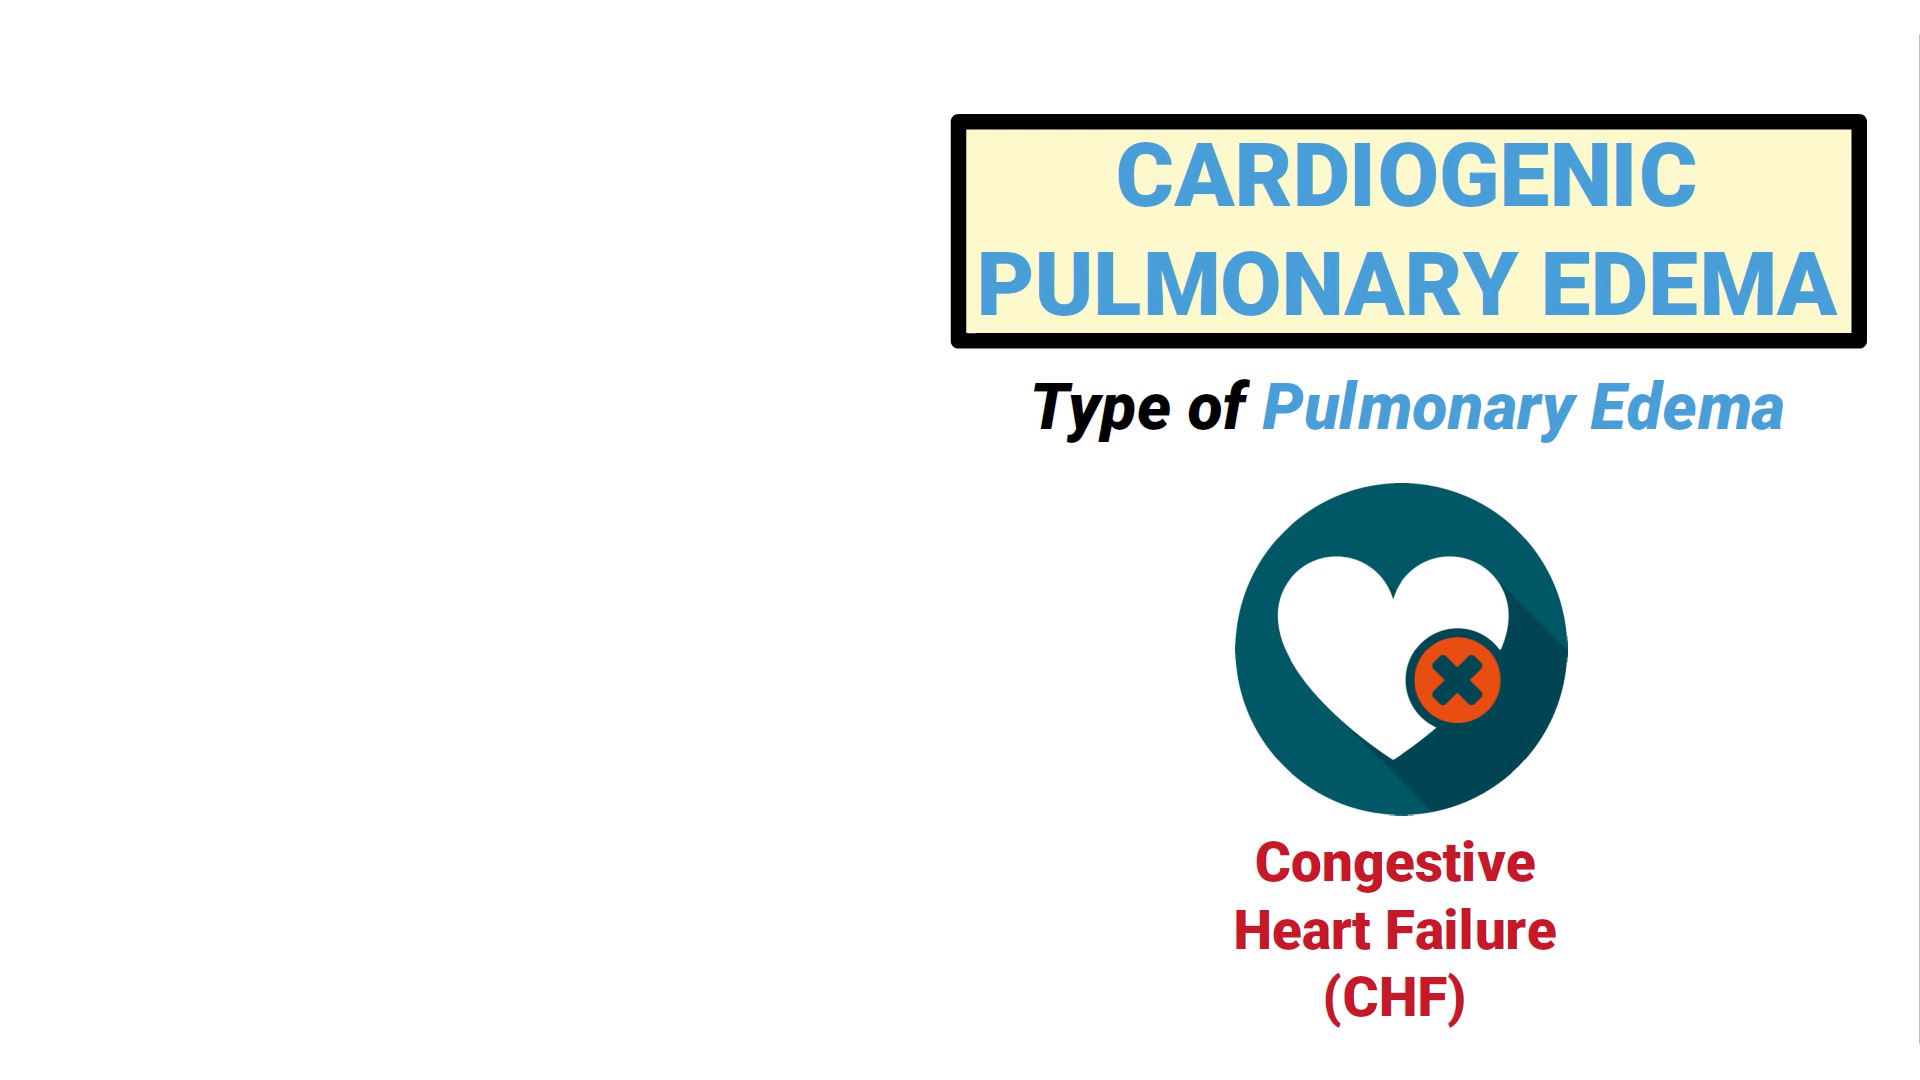 CARDIOGENIC
PULMONARY EDEMA
Type of Pulmonary Edema
Congestive
Heart Failure
(CHF)